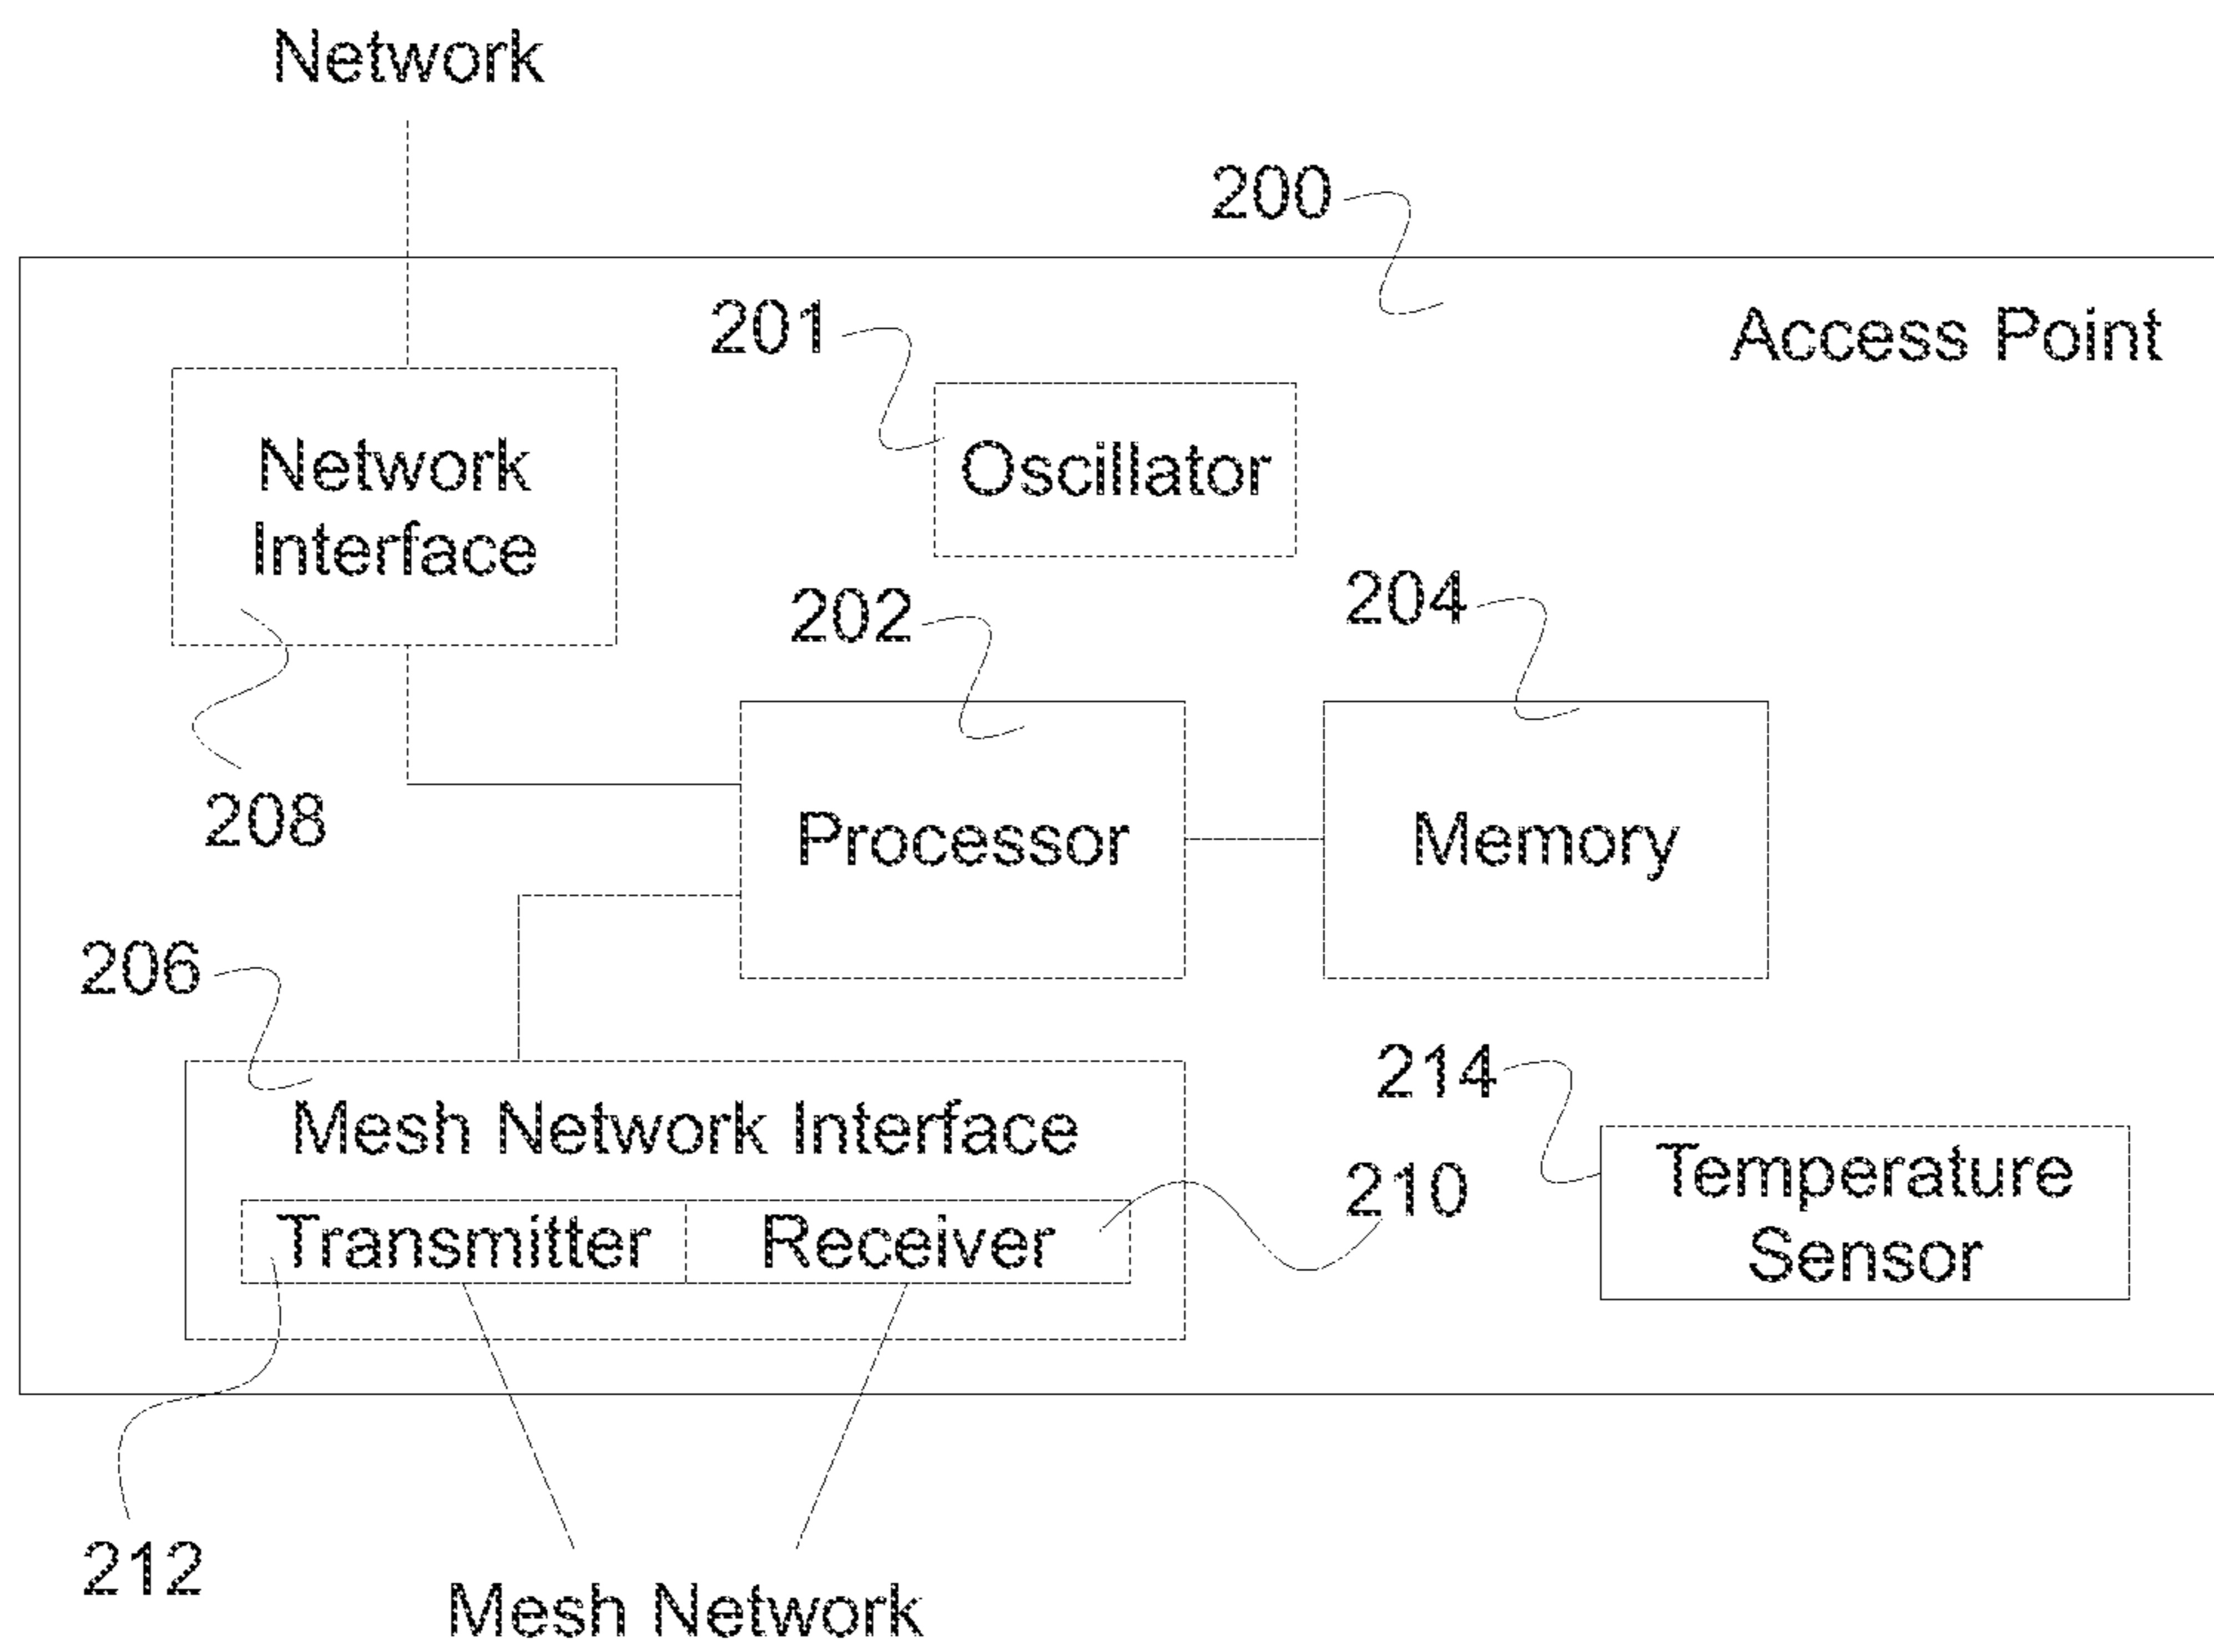 Network
200
201
Access Point
Network
Interface
Oscillator
202
204
208
Processor
Memory
206
214
Mesh Network Interface
210
Temperature
Sensor
Transmitter
Receiver
212
Mesh Network